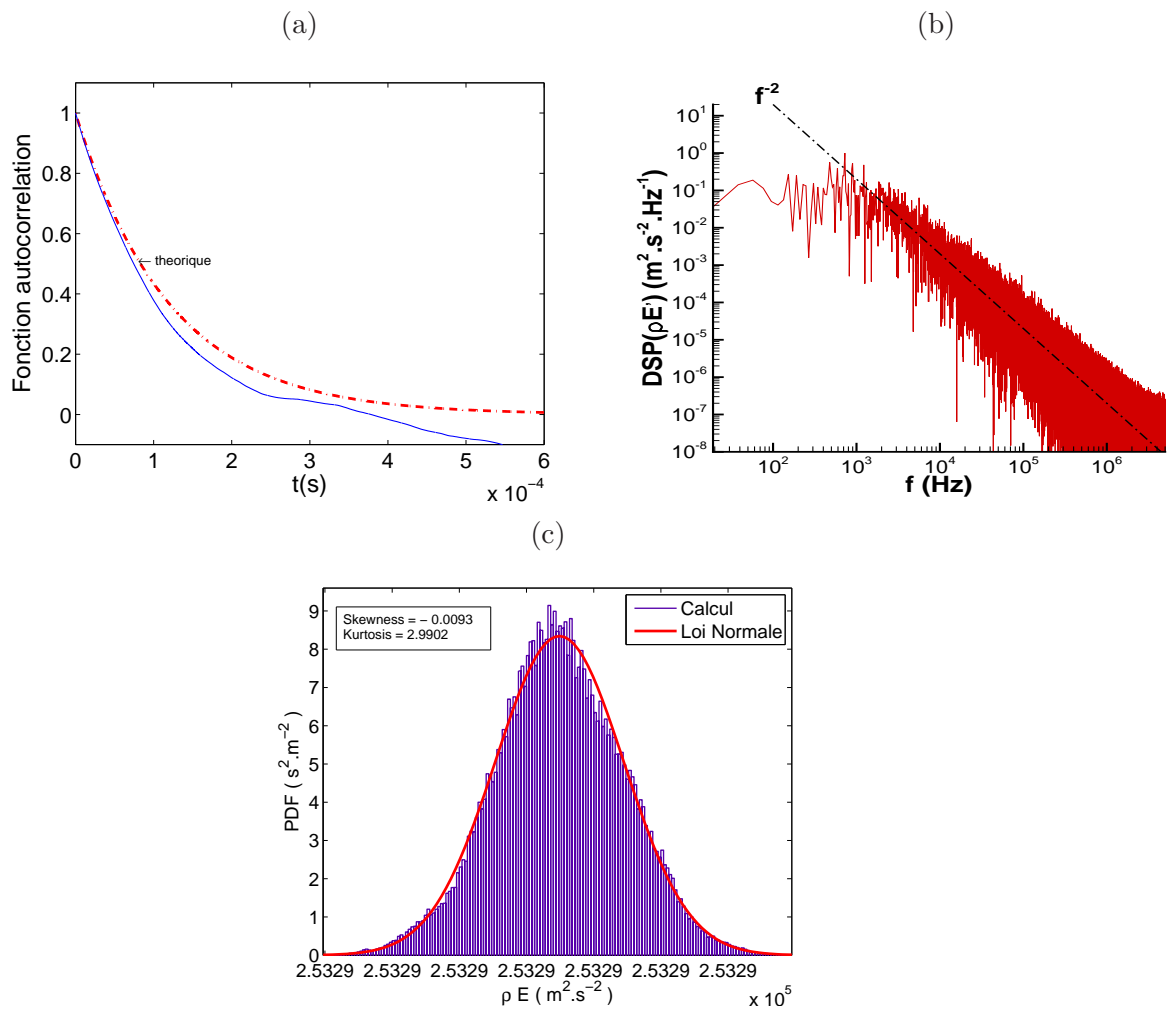 (a)
Fonction autocorrelation
1
0.8
0.6
0.4
0.2
0
← theorique
0 1 2 3 4 5 6
t(s)
x 10⁻⁴
(b)
DSP(ρE') (m².s⁻².Hz⁻¹)
f⁻²
10¹
10⁰
10⁻¹
10⁻²
10⁻³
10⁻⁴
10⁻⁵
10⁻⁶
10⁻⁷
10⁻⁸
10² 10³ 10⁴ 10⁵ 10⁶
f (Hz)
(c)
PDF ( s².m⁻²)
9
8
7
6
5
4
3
2
1
0
Skewness = − 0.0093
Kurtosis = 2.9902
Calcul
Loi Normale
2.5329 2.5329 2.5329 2.5329 2.5329 2.5329 2.5329
ρ E ( m².s⁻²)
x 10⁵